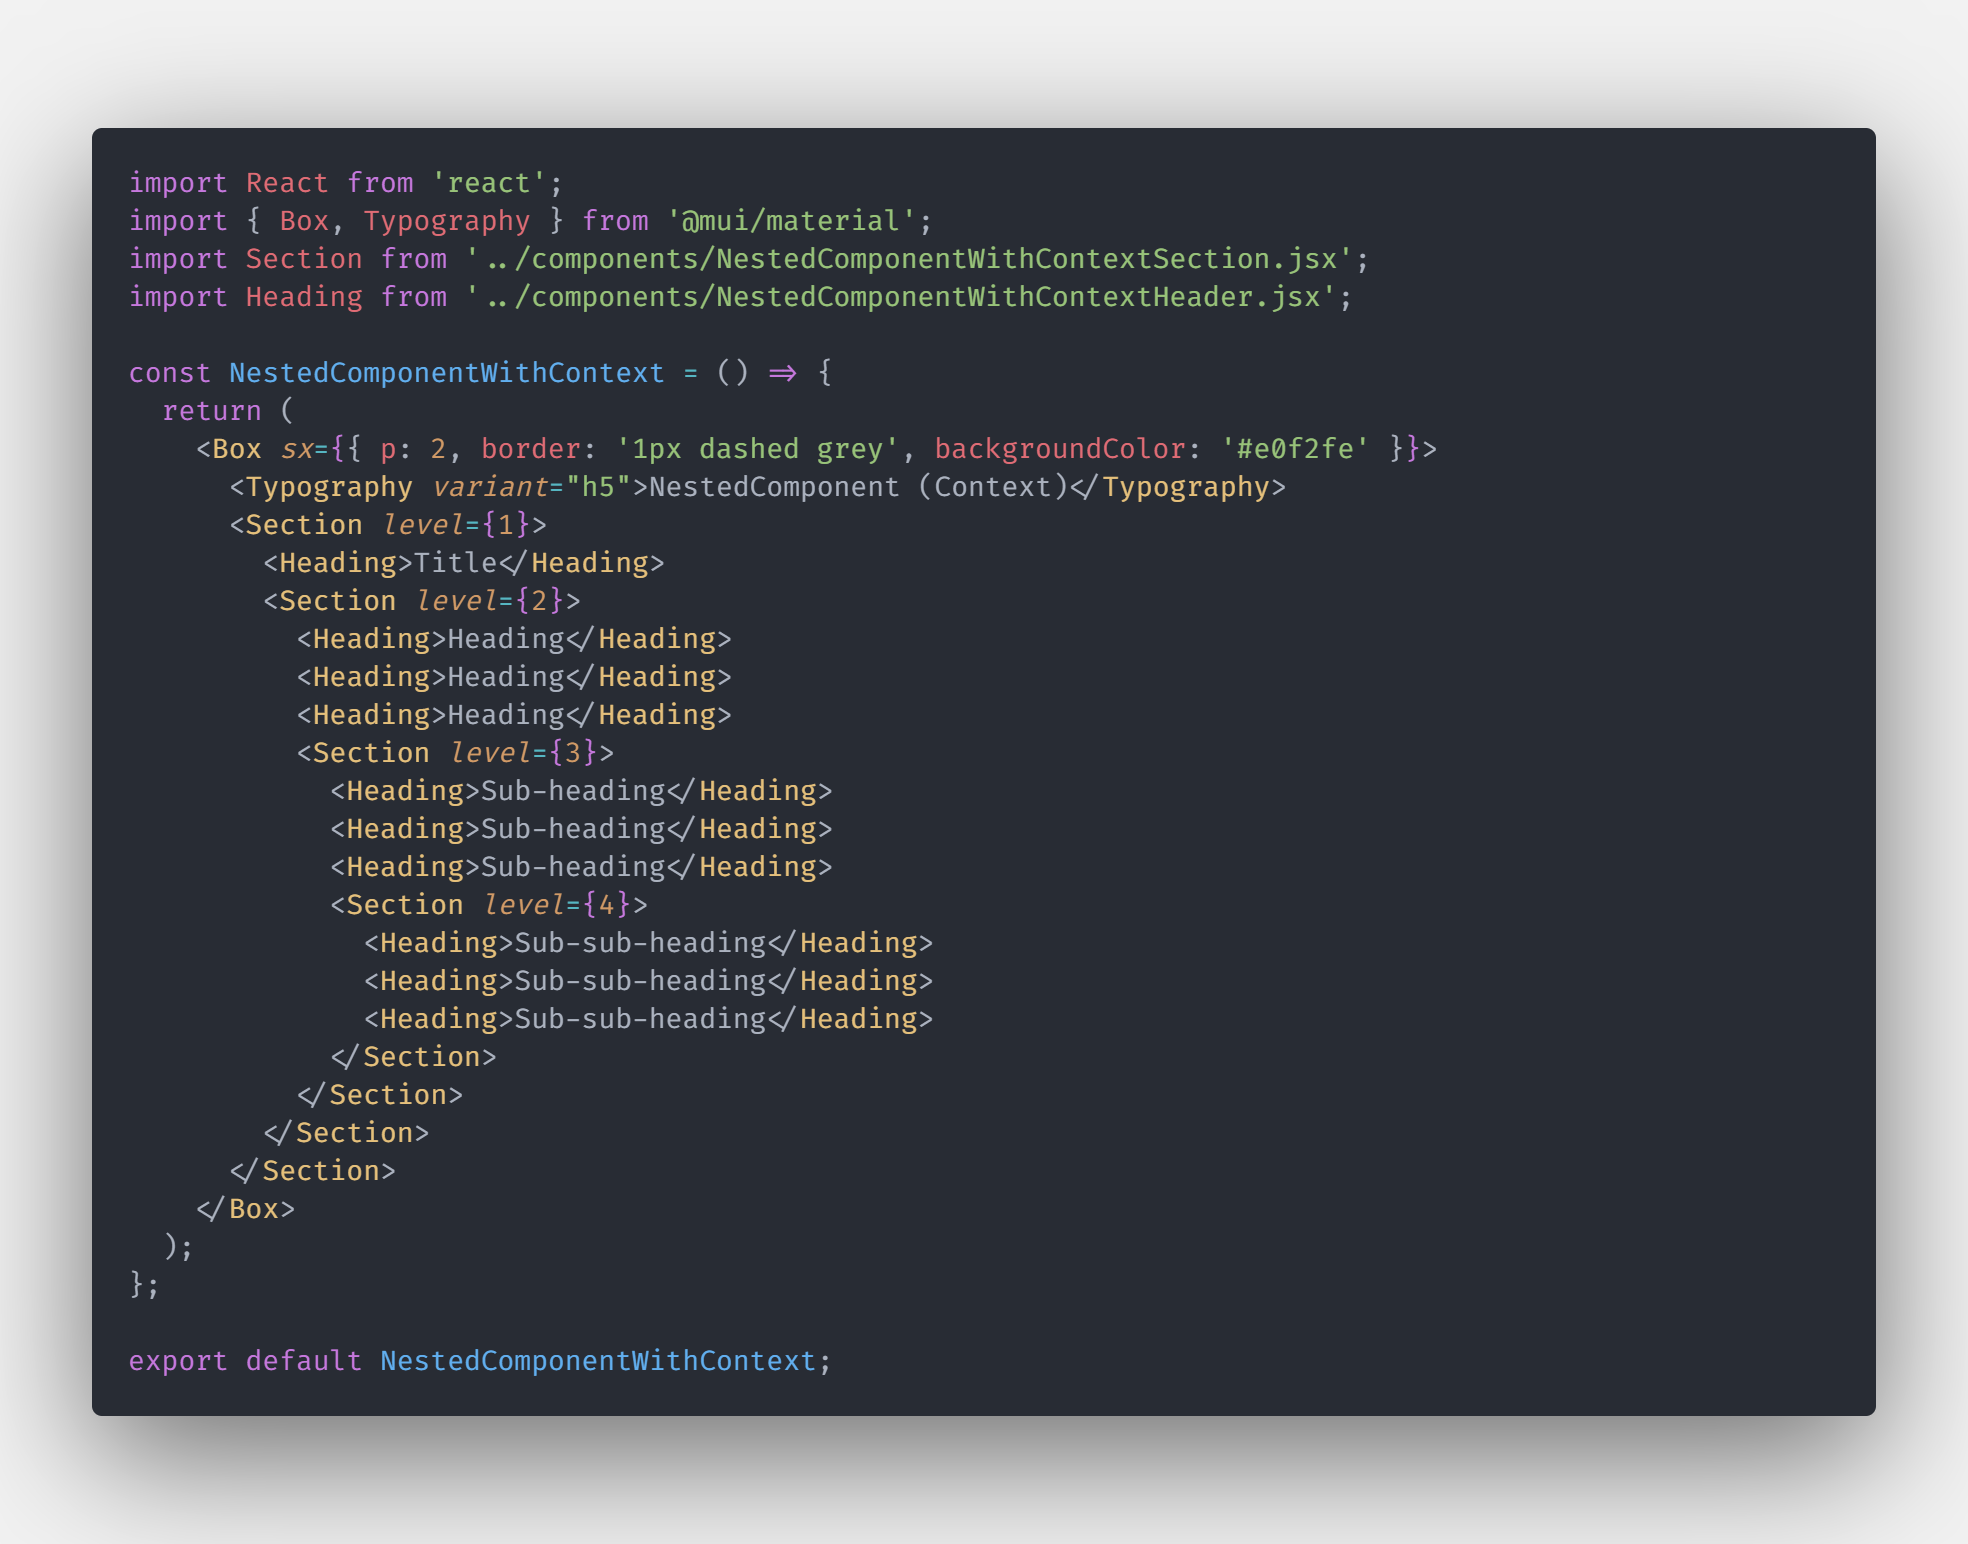 import React from 'react';
import { Box, Typography } from '@mui/material';
import Section from '../components/NestedComponentWithContextSection.jsx';
import Heading from '../components/NestedComponentWithContextHeader.jsx';

const NestedComponentWithContext = () => {
  return (
    <Box sx={{ p: 2, border: '1px dashed grey', backgroundColor: '#e0f2fe' }}>
      <Typography variant="h5">NestedComponent (Context)</Typography>
      <Section level={1}>
        <Heading>Title</Heading>
        <Section level={2}>
          <Heading>Heading</Heading>
          <Heading>Heading</Heading>
          <Heading>Heading</Heading>
          <Section level={3}>
            <Heading>Sub-heading</Heading>
            <Heading>Sub-heading</Heading>
            <Heading>Sub-heading</Heading>
            <Section level={4}>
              <Heading>Sub-sub-heading</Heading>
              <Heading>Sub-sub-heading</Heading>
              <Heading>Sub-sub-heading</Heading>
            </Section>
          </Section>
        </Section>
      </Section>
    </Box>
  );
};

export default NestedComponentWithContext;